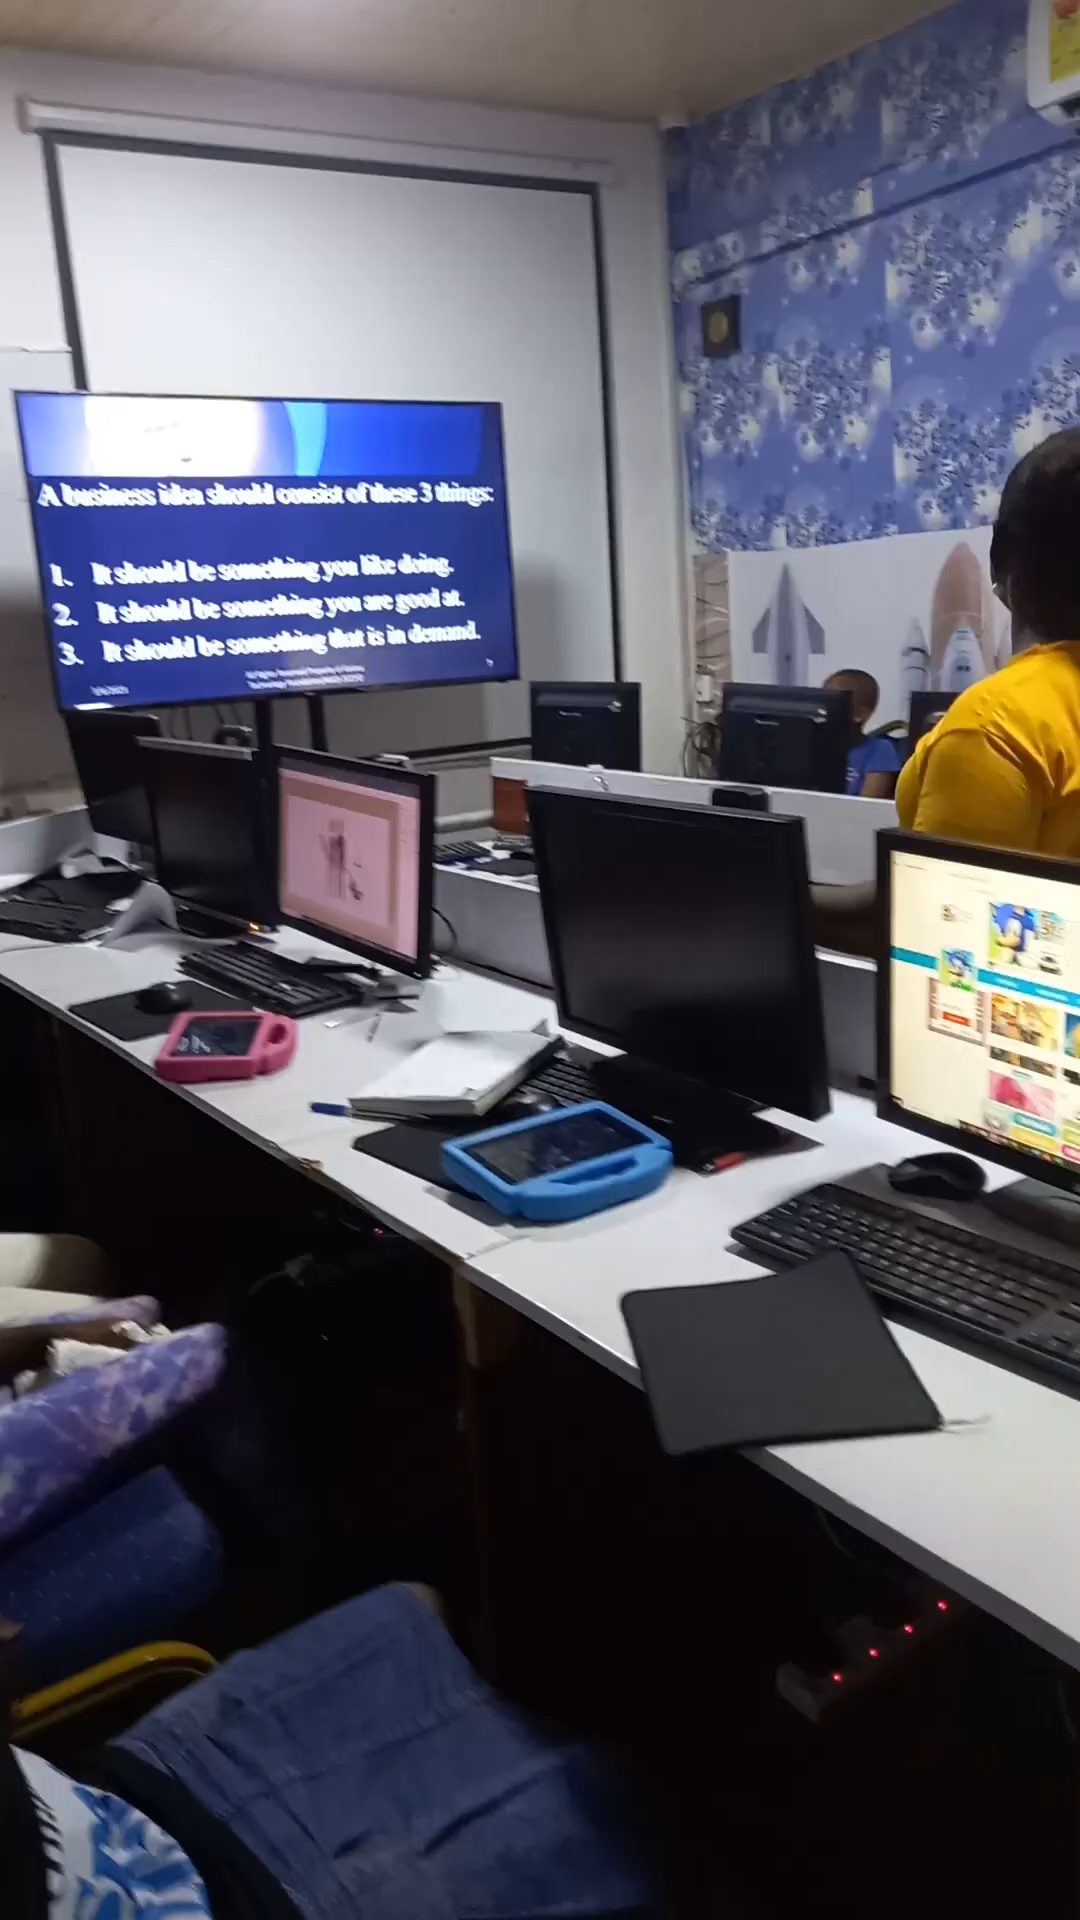 A business idea should consist of these 3 things:
1. It should be something you like doing.
2. It should be something you are good at.
3. It should be something that is in demand.